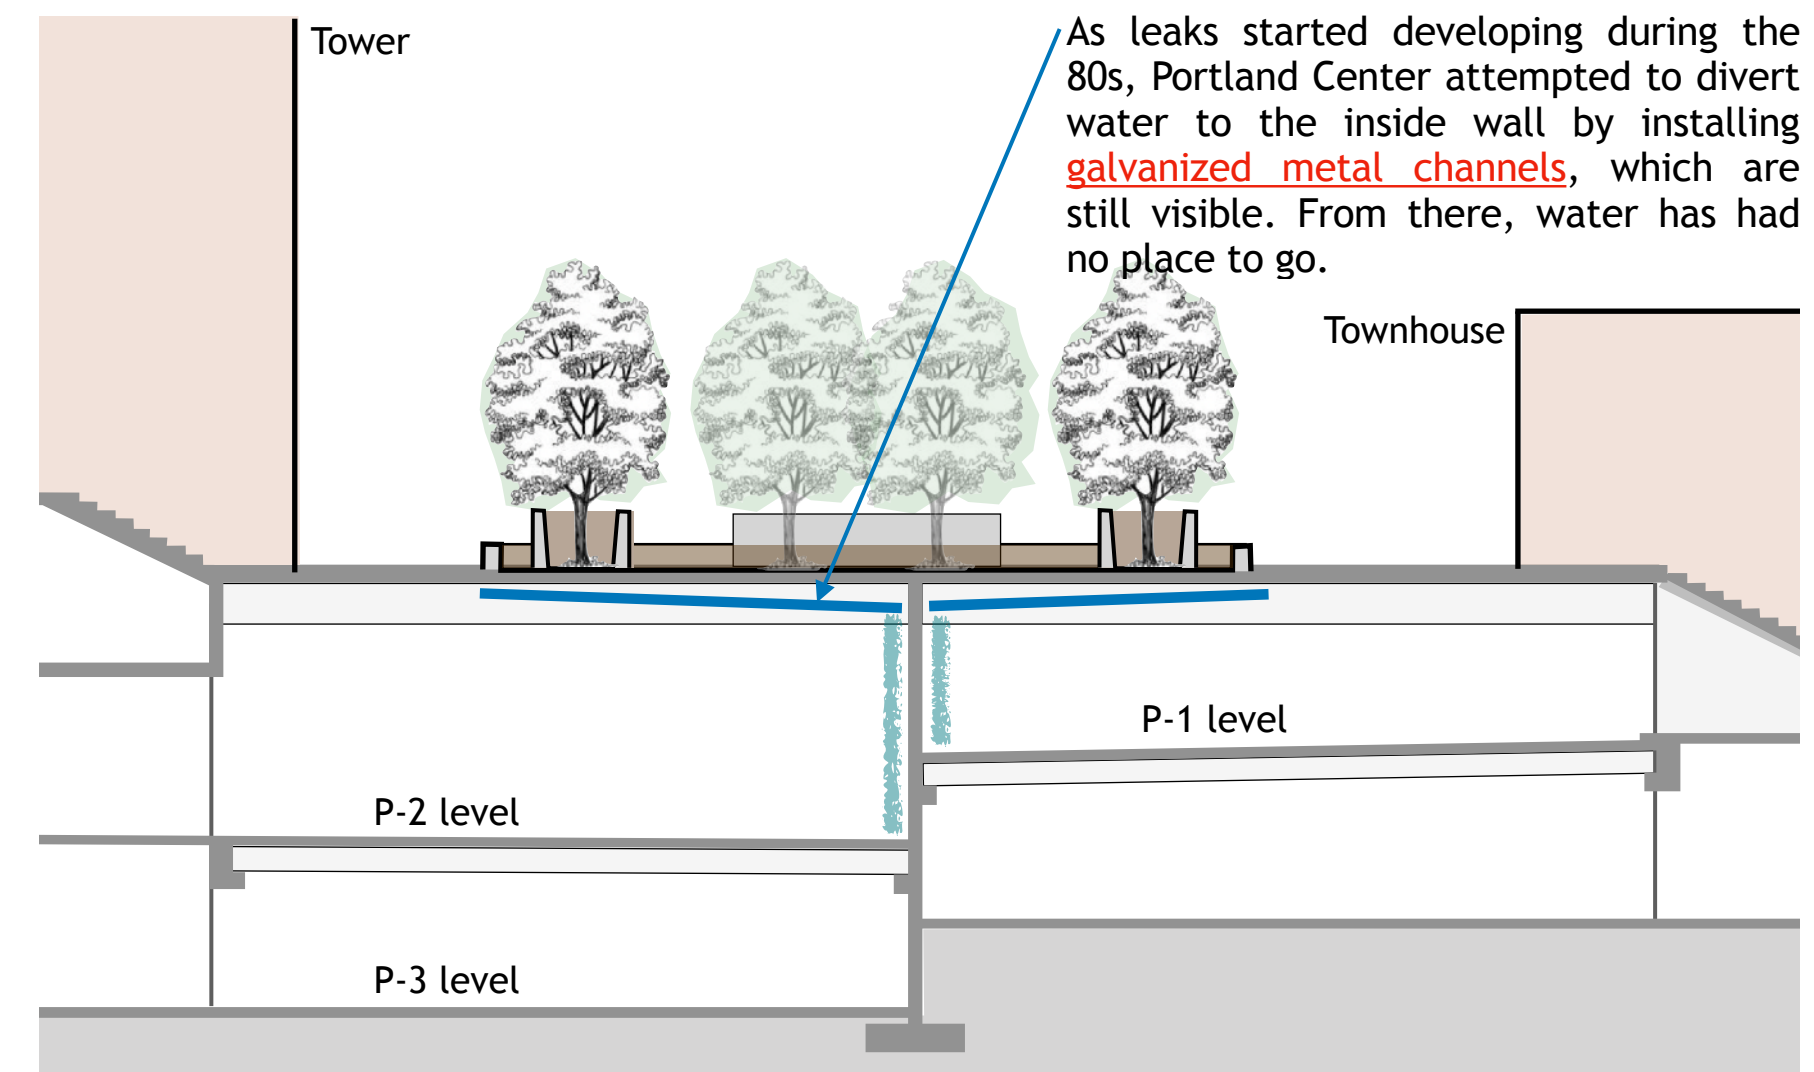 Tower
As leaks started developing during the
80s, Portland Center attempted to divert
water to the inside wall by installing
galvanized metal channels, which are
still visible. From there, water has had
no place to go.
Townhouse
P-1 level
P-2 level
P-3 level